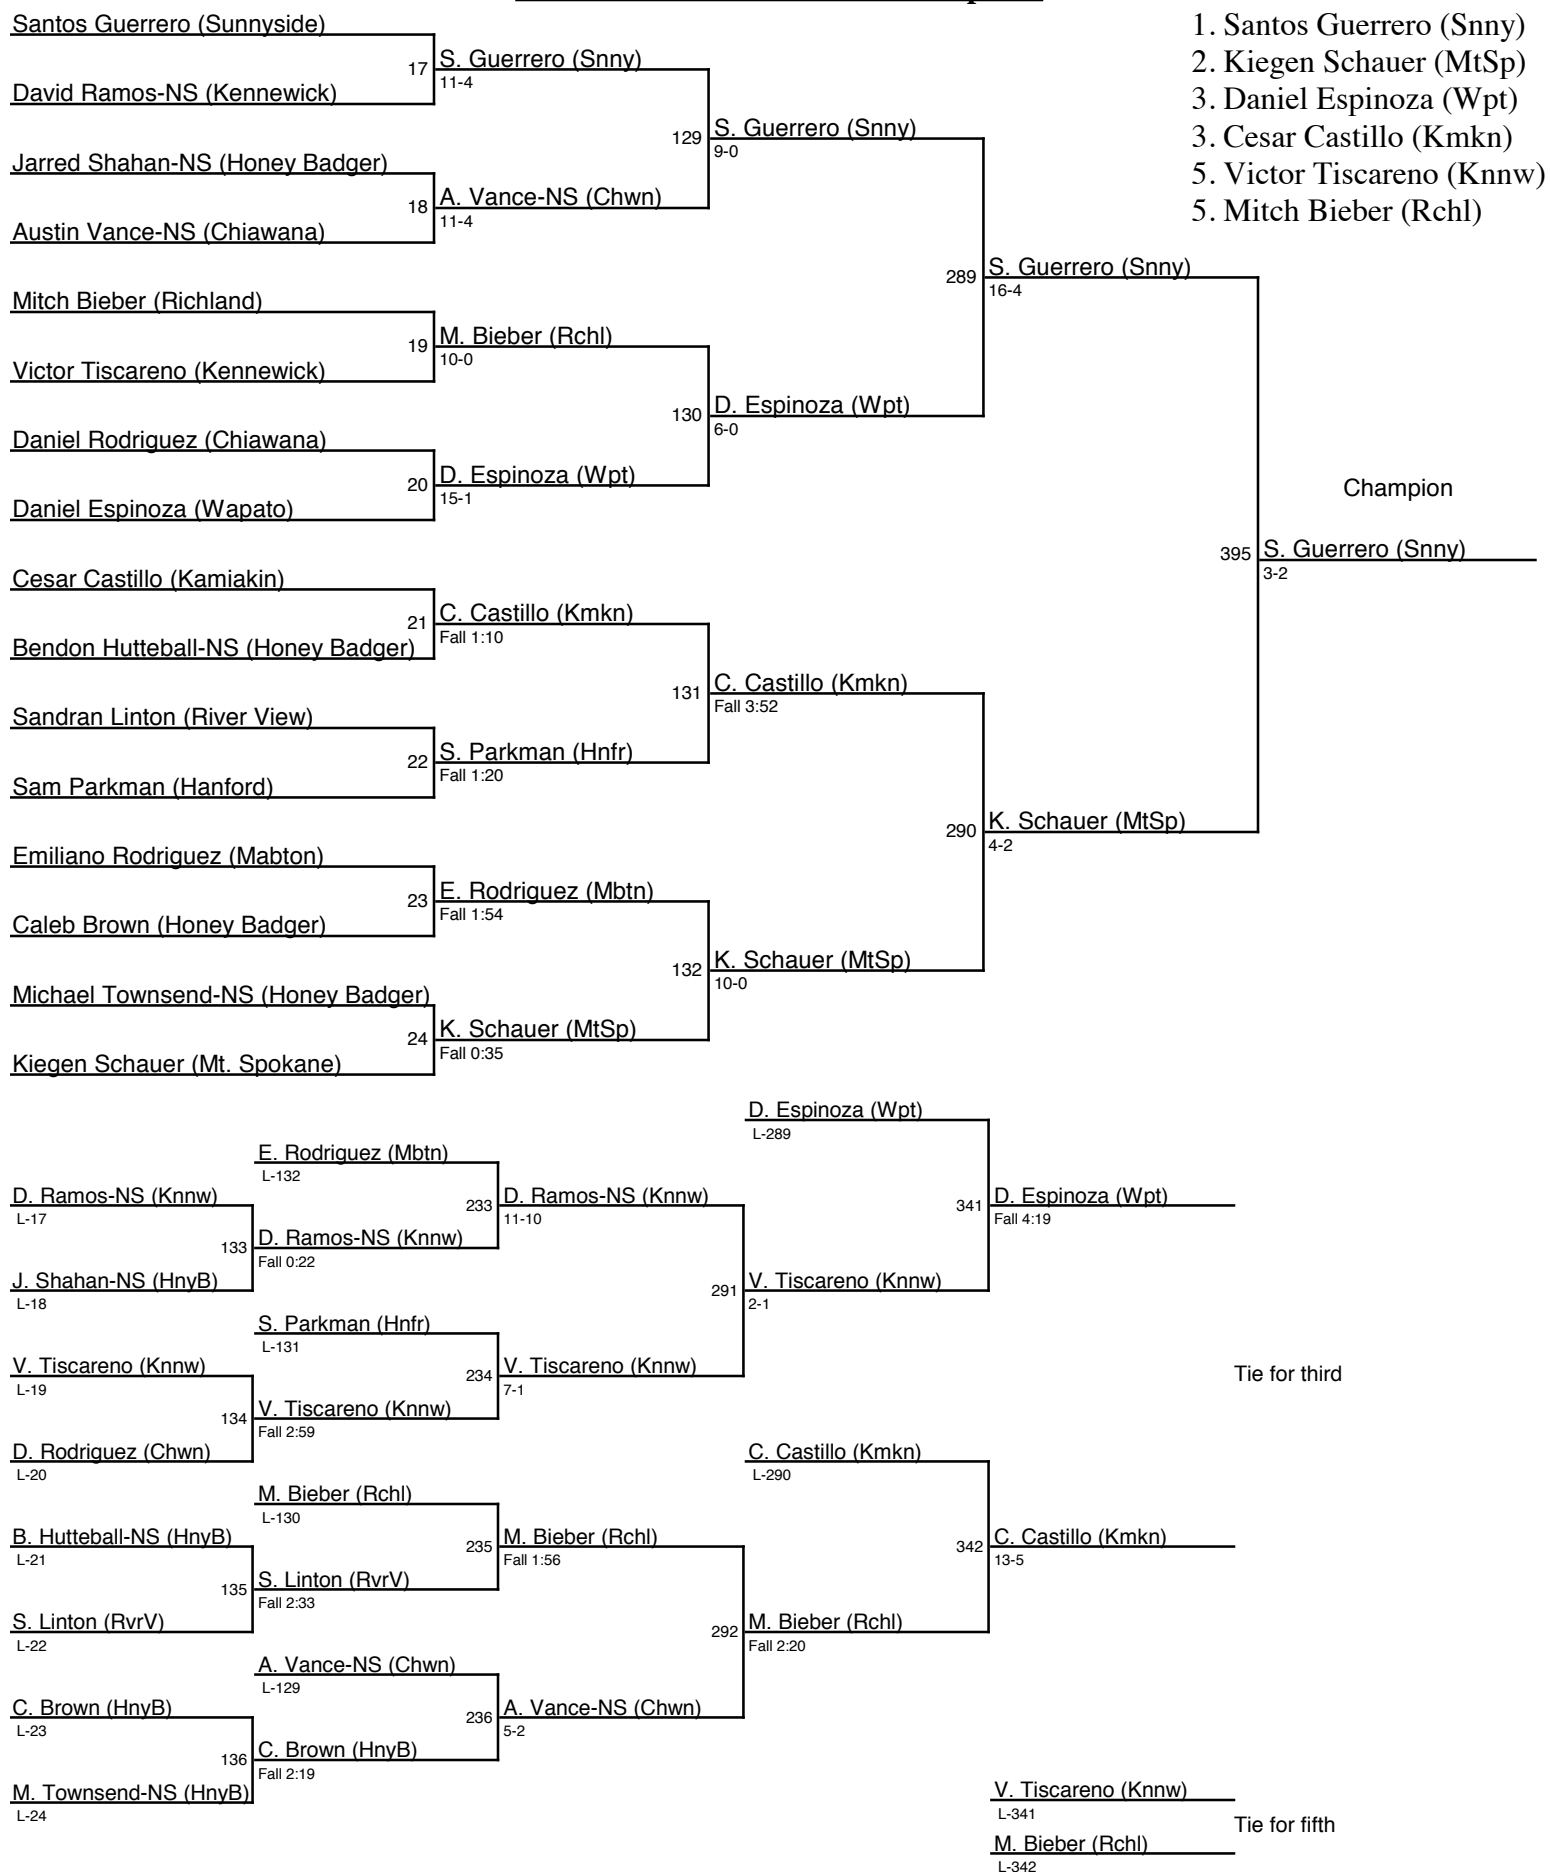 Santos Guerrero (Sunnyside)
17
S. Guerrero (Snny)
11-4
David Ramos-NS (Kennewick)
129
S. Guerrero (Snny)
9-0
Jarred Shahan-NS (Honey Badger)
18
A. Vance-NS (Chwn)
11-4
Austin Vance-NS (Chiawana)
289
S. Guerrero (Snny)
16-4
Mitch Bieber (Richland)
19
M. Bieber (Rchl)
10-0
Victor Tiscareno (Kennewick)
130
D. Espinoza (Wpt)
6-0
Daniel Rodriguez (Chiawana)
20
D. Espinoza (Wpt)
15-1
Daniel Espinoza (Wapato)
1. Santos Guerrero (Snny)
2. Kiegen Schauer (MtSp)
3. Daniel Espinoza (Wpt)
3. Cesar Castillo (Kmkn)
5. Victor Tiscareno (Knnw)
5. Mitch Bieber (Rchl)
Champion
395
S. Guerrero (Snny)
3-2
Cesar Castillo (Kamiakin)
21
C. Castillo (Kmkn)
Fall 1:10
Bendon Hutteball-NS (Honey Badger)
131
C. Castillo (Kmkn)
Fall 3:52
Sandran Linton (River View)
22
S. Parkman (Hnfr)
Fall 1:20
Sam Parkman (Hanford)
290
K. Schauer (MtSp)
4-2
Emiliano Rodriguez (Mabton)
23
E. Rodriguez (Mbtn)
Fall 1:54
Caleb Brown (Honey Badger)
132
K. Schauer (MtSp)
10-0
Michael Townsend-NS (Honey Badger)
24
K. Schauer (MtSp)
Fall 0:35
Kiegen Schauer (Mt. Spokane)
D. Espinoza (Wpt)
L-289
E. Rodriguez (Mbtn)
L-132
D. Ramos-NS (Knnw)
L-17
233
D. Ramos-NS (Knnw)
11-10
341
D. Espinoza (Wpt)
Fall 4:19
133
D. Ramos-NS (Knnw)
Fall 0:22
J. Shahan-NS (HnyB)
L-18
291
V. Tiscareno (Knnw)
2-1
S. Parkman (Hnfr)
L-131
V. Tiscareno (Knnw)
L-19
234
V. Tiscareno (Knnw)
7-1
Tie for third
134
V. Tiscareno (Knnw)
Fall 2:59
D. Rodriguez (Chwn)
L-20
C. Castillo (Kmkn)
L-290
M. Bieber (Rchl)
L-130
B. Hutteball-NS (HnyB)
L-21
235
M. Bieber (Rchl)
Fall 1:56
342
C. Castillo (Kmkn)
13-5
135
S. Linton (RvrV)
Fall 2:33
S. Linton (RvrV)
L-22
292
M. Bieber (Rchl)
Fall 2:20
A. Vance-NS (Chwn)
L-129
C. Brown (HnyB)
L-23
236
A. Vance-NS (Chwn)
5-2
136
C. Brown (HnyB)
Fall 2:19
M. Townsend-NS (HnyB)
L-24
V. Tiscareno (Knnw)
L-341
Tie for fifth
M. Bieber (Rchl)
L-342